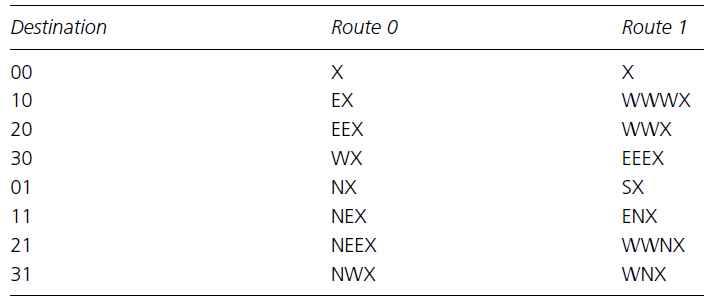 Destination Route 0 Route 1
00 X X
10 EX WWWX
20 EEX WWX
30 WX EEEX
01 NX SX
11 NEX ENX
21 NEEX WWNX
31 NWX WNX